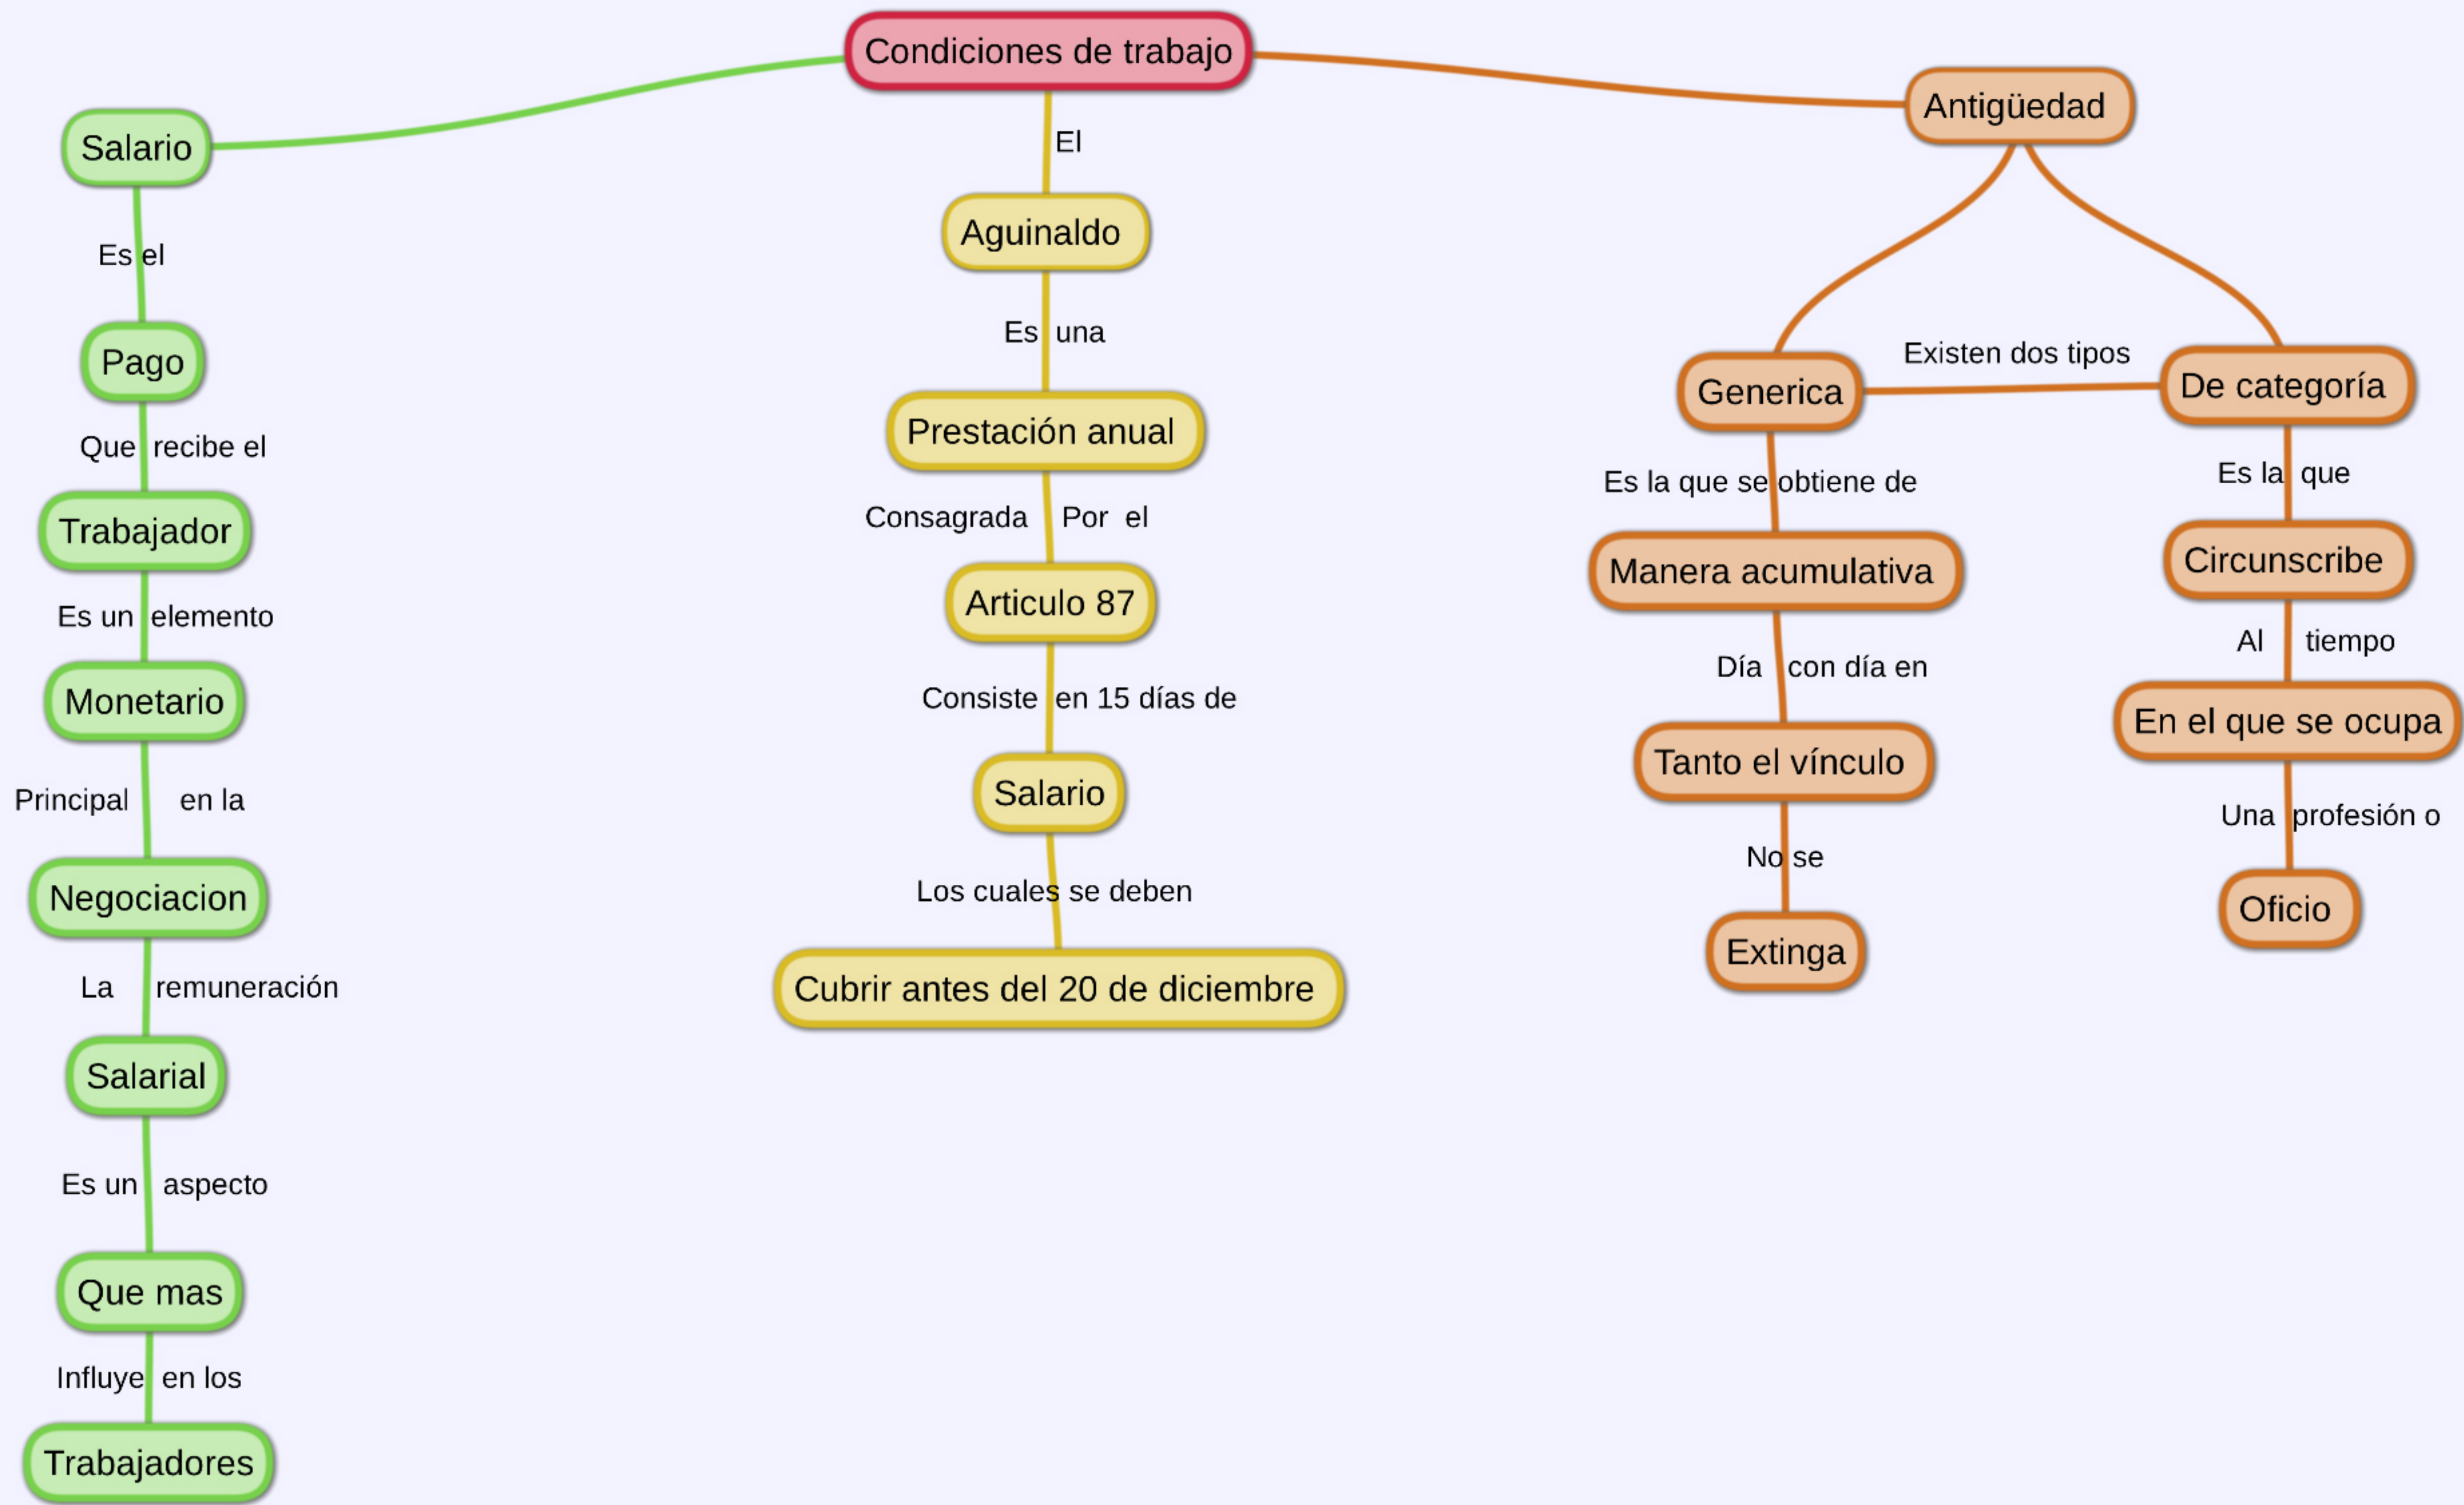 Condiciones de trabajo
Salario
Es el
Pago
Que recibe el
Trabajador
Es un elemento
Monetario
Principal en la
Negociacion
La remuneración
Salarial
Es un aspecto
Que mas
Influye en los
Trabajadores
El
Aguinaldo
Es una
Prestación anual
Consagrada Por el
Articulo 87
Consiste en 15 días de
Salario
Los cuales se deben
Cubrir antes del 20 de diciembre
Antigüedad
Existen dos tipos
Generica
Es la que se obtiene de
Manera acumulativa
Día con día en
Tanto el vínculo
No se
Extinga
De categoría
Es la que
Circunscribe
Al tiempo
En el que se ocupa
Una profesión o
Oficio